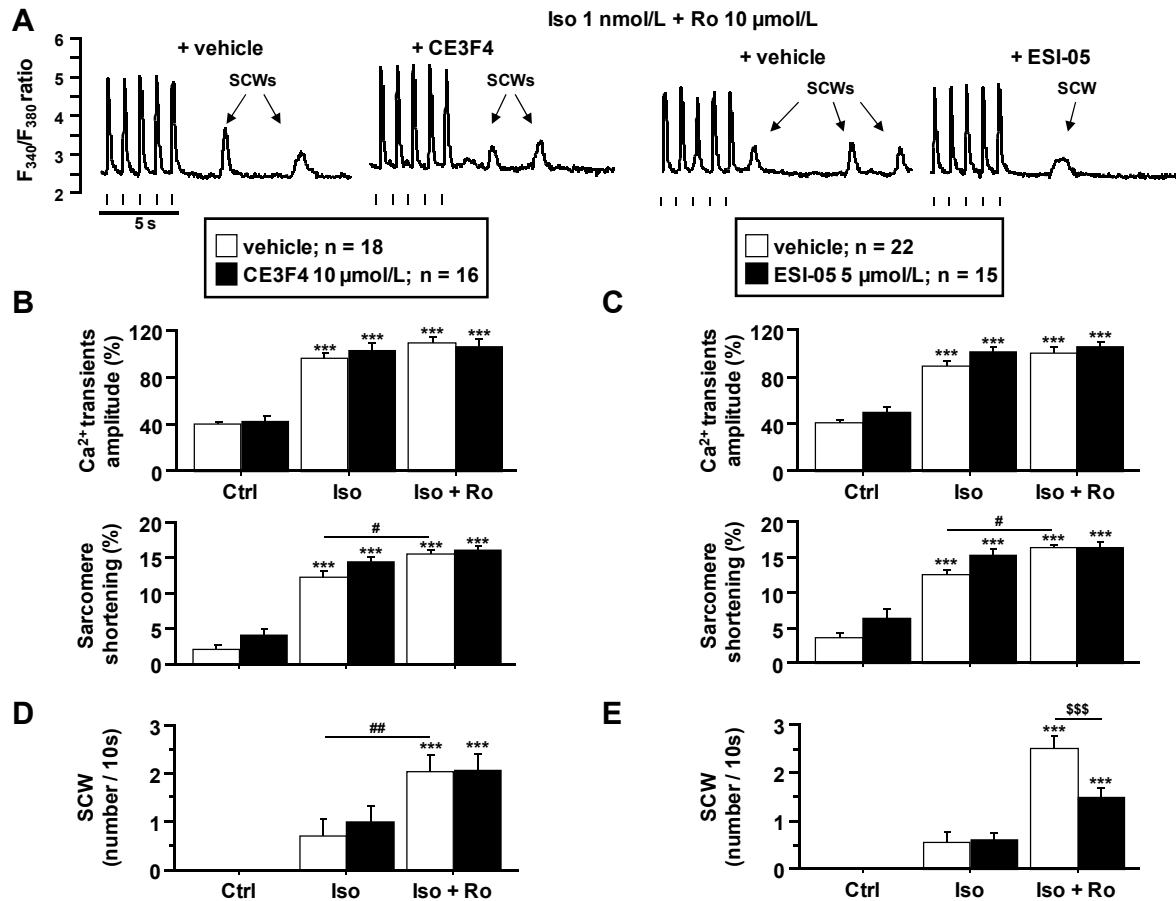 A
Iso 1 nmol/L + Ro 10 µmol/L
+ vehicle
+ CE3F4
+ vehicle
+ ESI-05
SCWs
SCWs
SCWs
SCW
F340/F380 ratio
6
5
4
3
2
5 s
vehicle; n = 18
CE3F4 10 µmol/L; n = 16
vehicle; n = 22
ESI-05 5 µmol/L; n = 15
B
Ca²⁺ transients
amplitude (%)
120
80
40
0
*** *** *** ***
Ctrl Iso Iso + Ro
Sarcomere
shortening (%)
20
15
10
5
0
#
*** *** *** ***
C
Ca²⁺ transients
amplitude (%)
120
80
40
0
*** *** *** ***
Ctrl Iso Iso + Ro
Sarcomere
shortening (%)
20
15
10
5
0
#
*** *** *** ***
D
SCW
(number / 10s)
3
2
1
0
##
*** ***
Ctrl Iso Iso + Ro
E
SCW
(number / 10s)
3
2
1
0
$$$
*** ***
Ctrl Iso Iso + Ro